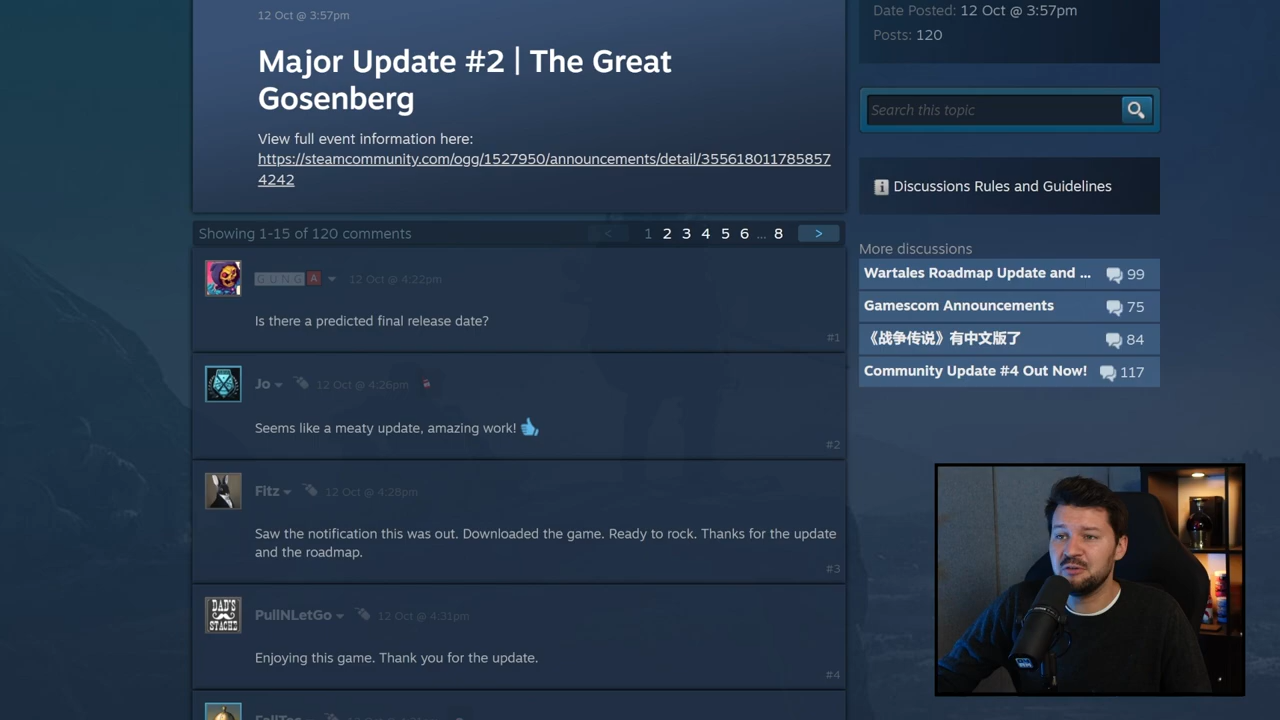 12 Oct @ 3:57pm
Major Update #2 | The Great
Gosenberg
View full event information here:
https://steamcommunity.com/ogg/1527950/announcements/detail/355618011785857
4242
Showing 1-15 of 120 comments
< 1 2 3 4 5 6 ... 8 >
GUNG A 12 Oct @ 4:22pm
Is there a predicted final release date?
#1
Jo 12 Oct @ 4:26pm
Seems like a meaty update, amazing work!
#2
Fitz 12 Oct @ 4:28pm
Saw the notification this was out. Downloaded the game. Ready to rock. Thanks for the update
and the roadmap.
#3
DAD'S STACHE
PullNLetGo 12 Oct @ 4:31pm
Enjoying this game. Thank you for the update.
#4
Date Posted: 12 Oct @ 3:57pm
Posts: 120
Search this topic
Discussions Rules and Guidelines
More discussions
Wartales Roadmap Update and ... 99
Gamescom Announcements 75
《战争传说》有中文版了 84
Community Update #4 Out Now! 117